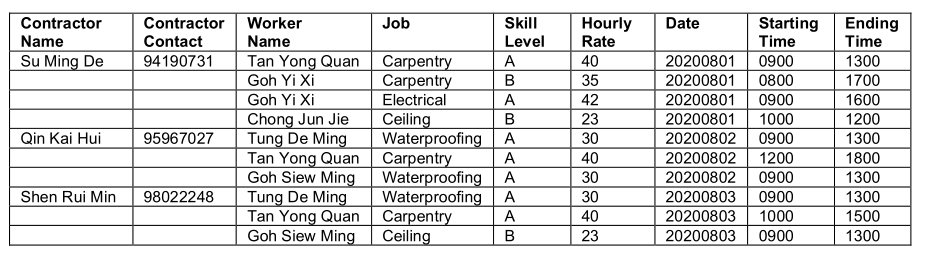 Contractor Name Contractor Contact Worker Name Job Skill Level Hourly Rate Date Starting Time Ending Time
Su Ming De 94190731 Tan Yong Quan Carpentry A 40 20200801 0900 1300
Goh Yi Xi Carpentry B 35 20200801 0800 1700
Goh Yi Xi Electrical A 42 20200801 0900 1600
Chong Jun Jie Ceiling B 23 20200801 1000 1200
Qin Kai Hui 95967027 Tung De Ming Waterproofing A 30 20200802 0900 1300
Tan Yong Quan Carpentry A 40 20200802 1200 1800
Goh Siew Ming Waterproofing A 30 20200802 0900 1300
Shen Rui Min 98022248 Tung De Ming Waterproofing A 30 20200803 0900 1300
Tan Yong Quan Carpentry A 40 20200803 1000 1500
Goh Siew Ming Ceiling B 23 20200803 0900 1300